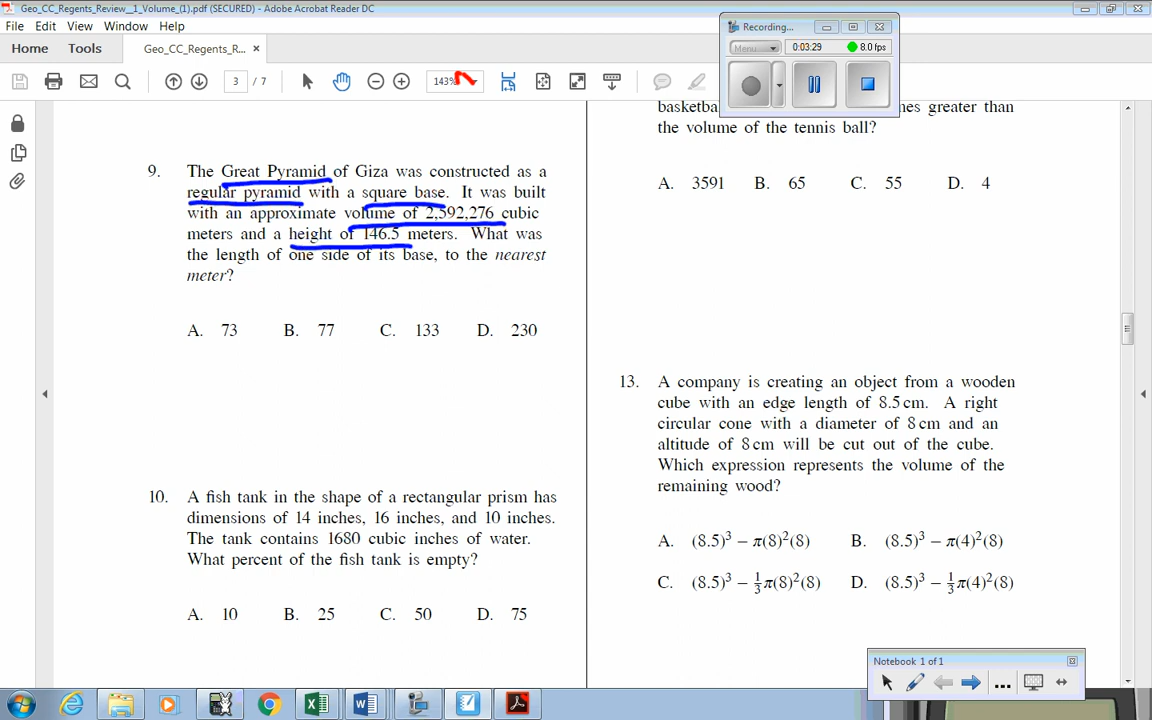 Geo_CC_Regents_Review__1_Volume_(1).pdf (SECURED) - Adobe Acrobat Reader DC
File Edit View Window Help
Home Tools Geo_CC_Regents_R... ×
3 / 7 143%
Recording...
Menu 0:03:29 8.0 fps
9. The Great Pyramid of Giza was constructed as a
regular pyramid with a square base. It was built
with an approximate volume of 2,592,276 cubic
meters and a height of 146.5 meters. What was
the length of one side of its base, to the nearest
meter?
A. 73 B. 77 C. 133 D. 230
10. A fish tank in the shape of a rectangular prism has
dimensions of 14 inches, 16 inches, and 10 inches.
The tank contains 1680 cubic inches of water.
What percent of the fish tank is empty?
A. 10 B. 25 C. 50 D. 75
the volume of the tennis ball?
A. 3591 B. 65 C. 55 D. 4
13. A company is creating an object from a wooden
cube with an edge length of 8.5 cm. A right
circular cone with a diameter of 8 cm and an
altitude of 8 cm will be cut out of the cube.
Which expression represents the volume of the
remaining wood?
A. (8.5)³ − π(8)²(8) B. (8.5)³ − π(4)²(8)
C. (8.5)³ − ⅓π(8)²(8) D. (8.5)³ − ⅓π(4)²(8)
Notebook 1 of 1